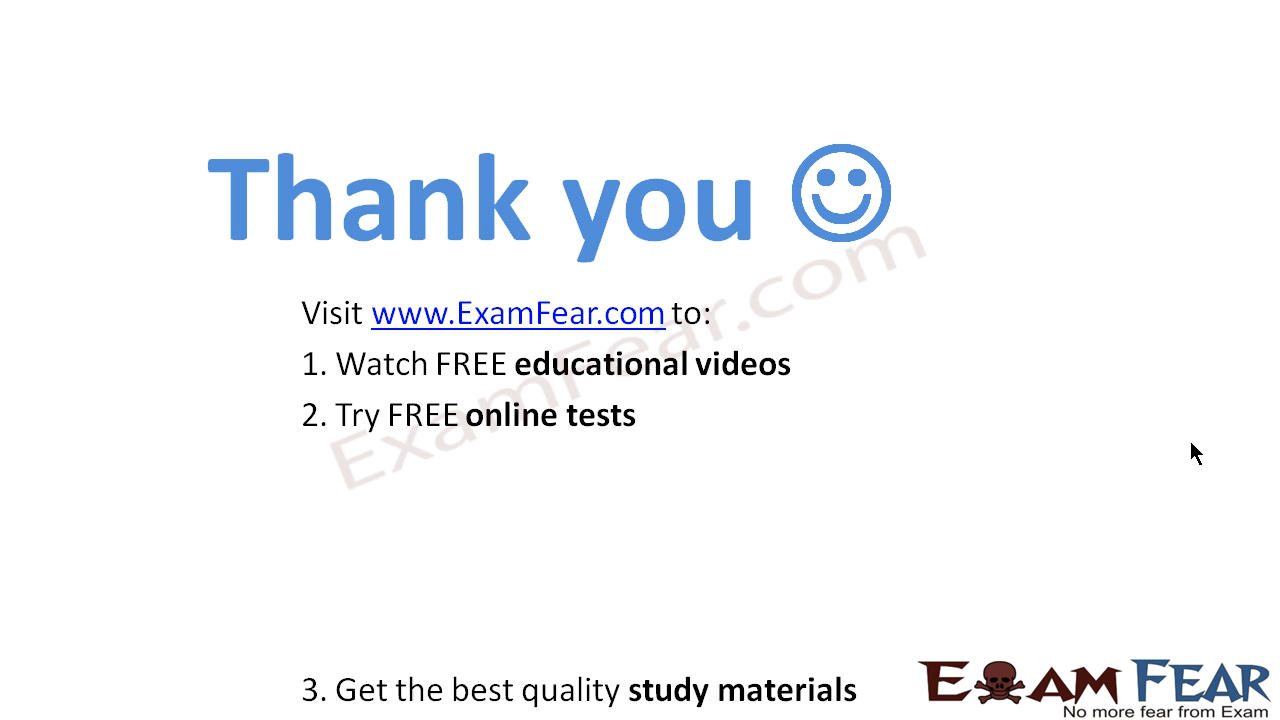 Thank you
Visit www.ExamFear.com to:
1. Watch FREE educational videos
2. Try FREE online tests
ExamFear.com
3. Get the best quality study materials
EXAM FEAR
No more fear from Exam